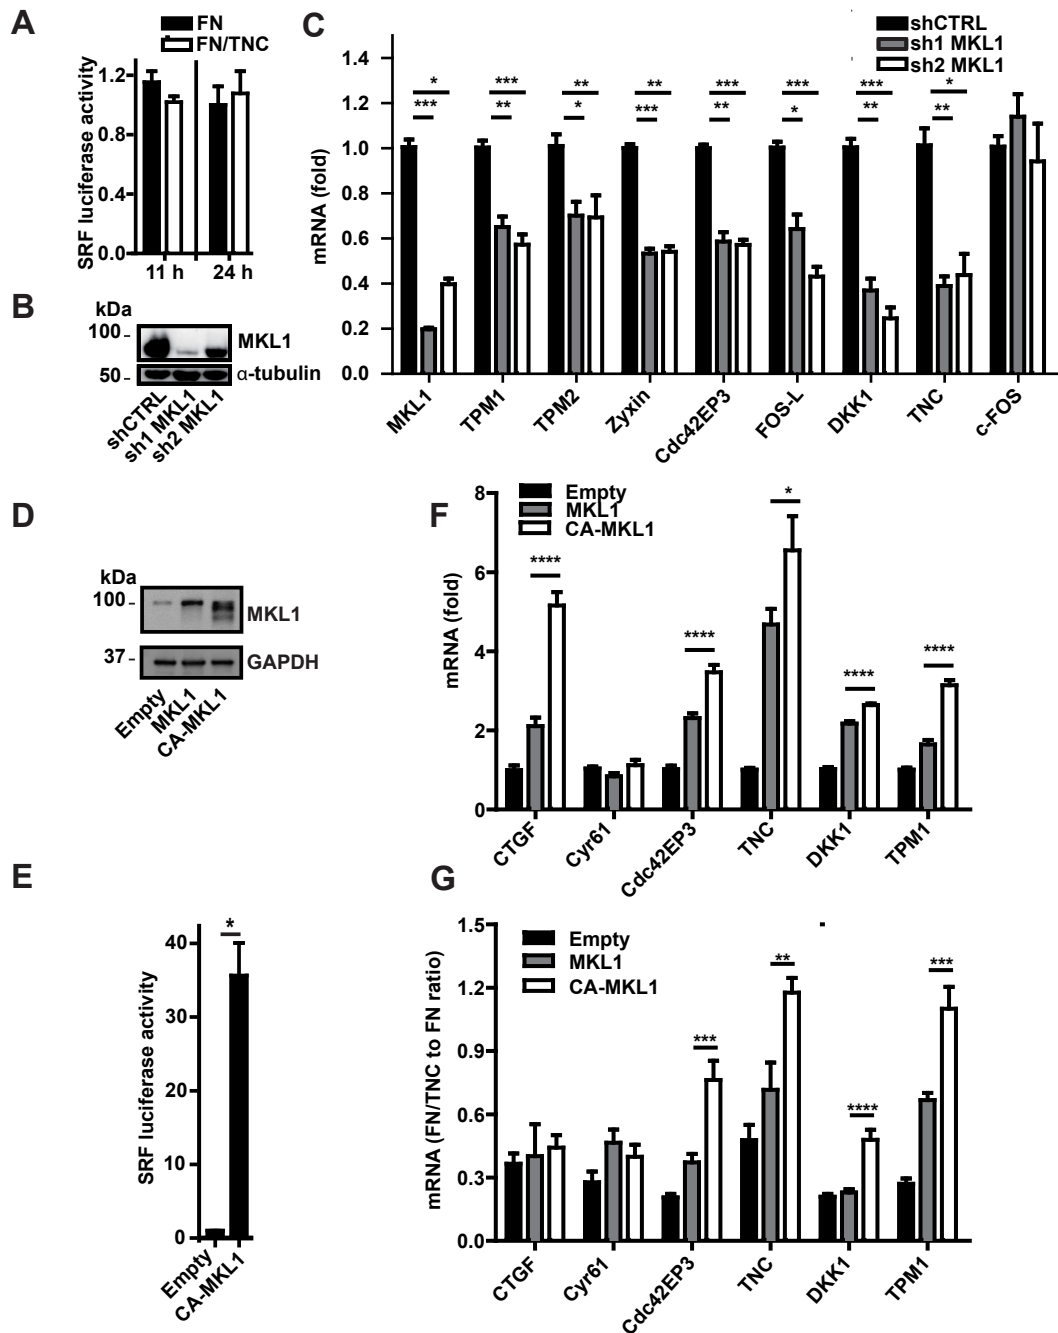 A
FN
FN/TNC
SRF luciferase activity
1.2
0.8
0.4
0.0
11 h
24 h
B
kDa
100
50
MKL1
α-tubulin
shCTRL
sh1 MKL1
sh2 MKL1
C
shCTRL
sh1 MKL1
sh2 MKL1
mRNA (fold)
1.4
1.2
1.0
0.8
0.6
0.4
0.2
0.0
* *** ** ** *** *** *** *
*** ** * *** ** * ** **
MKL1
TPM1
TPM2
Zyxin
Cdc42EP3
FOS-L
DKK1
TNC
c-FOS
D
kDa
100
37
MKL1
GAPDH
Empty
MKL1
CA-MKL1
F
Empty
MKL1
CA-MKL1
mRNA (fold)
8
6
4
2
0
**** **** * **** ****
CTGF
Cyr61
Cdc42EP3
TNC
DKK1
TPM1
E
SRF luciferase activity
40
30
20
10
0
*
Empty
CA-MKL1
G
Empty
MKL1
CA-MKL1
mRNA (FN/TNC to FN ratio)
1.5
1.2
0.9
0.6
0.3
0.0
*** ** **** ***
CTGF
Cyr61
Cdc42EP3
TNC
DKK1
TPM1